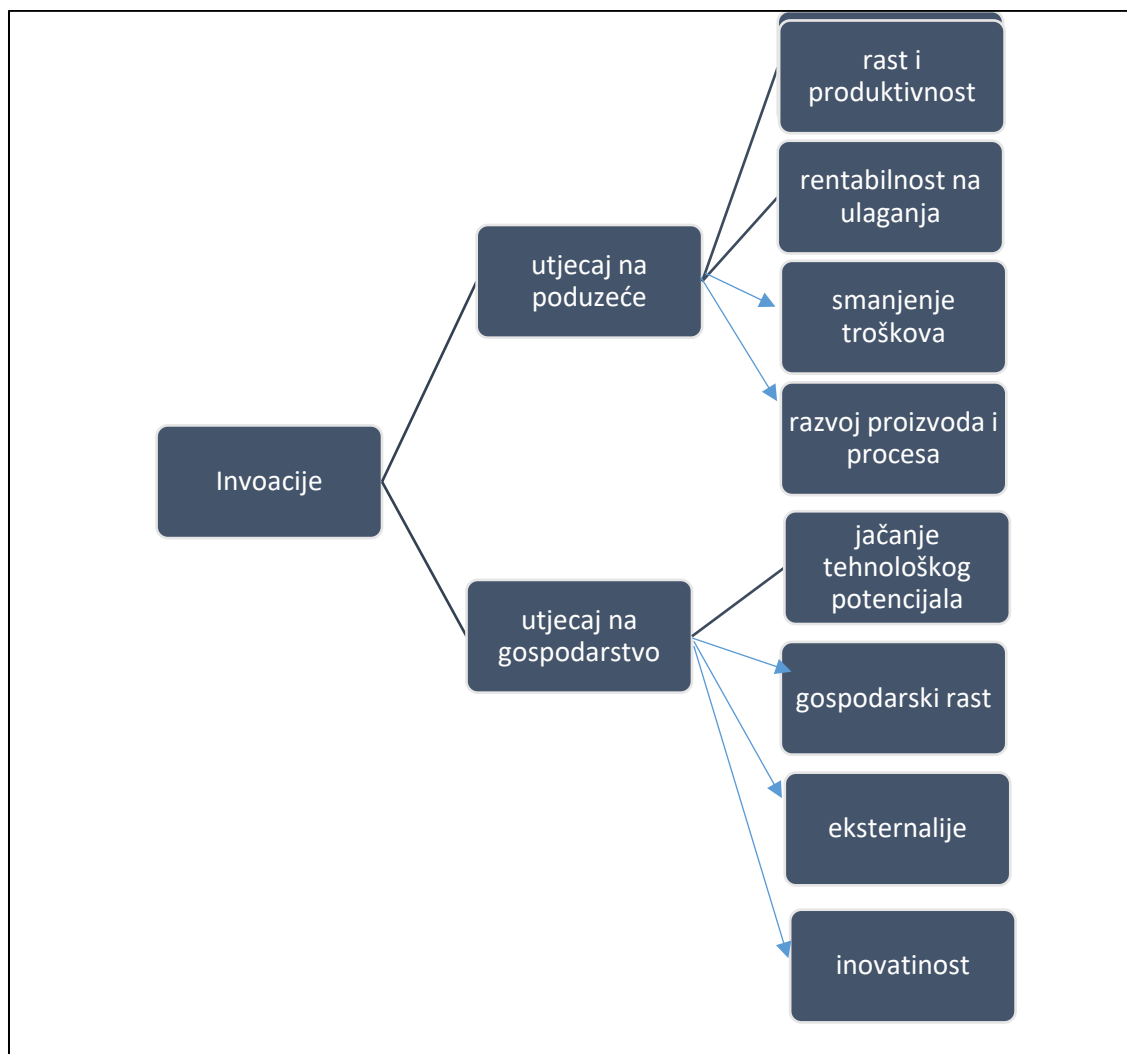 Invoacije
utjecaj na
poduzeće
rast i
produktivnost
rentabilnost na
ulaganja
smanjenje
troškova
razvoj proizvoda i
procesa
utjecaj na
gospodarstvo
jačanje
tehnološkog
potencijala
gospodarski rast
eksternalije
inovatinost